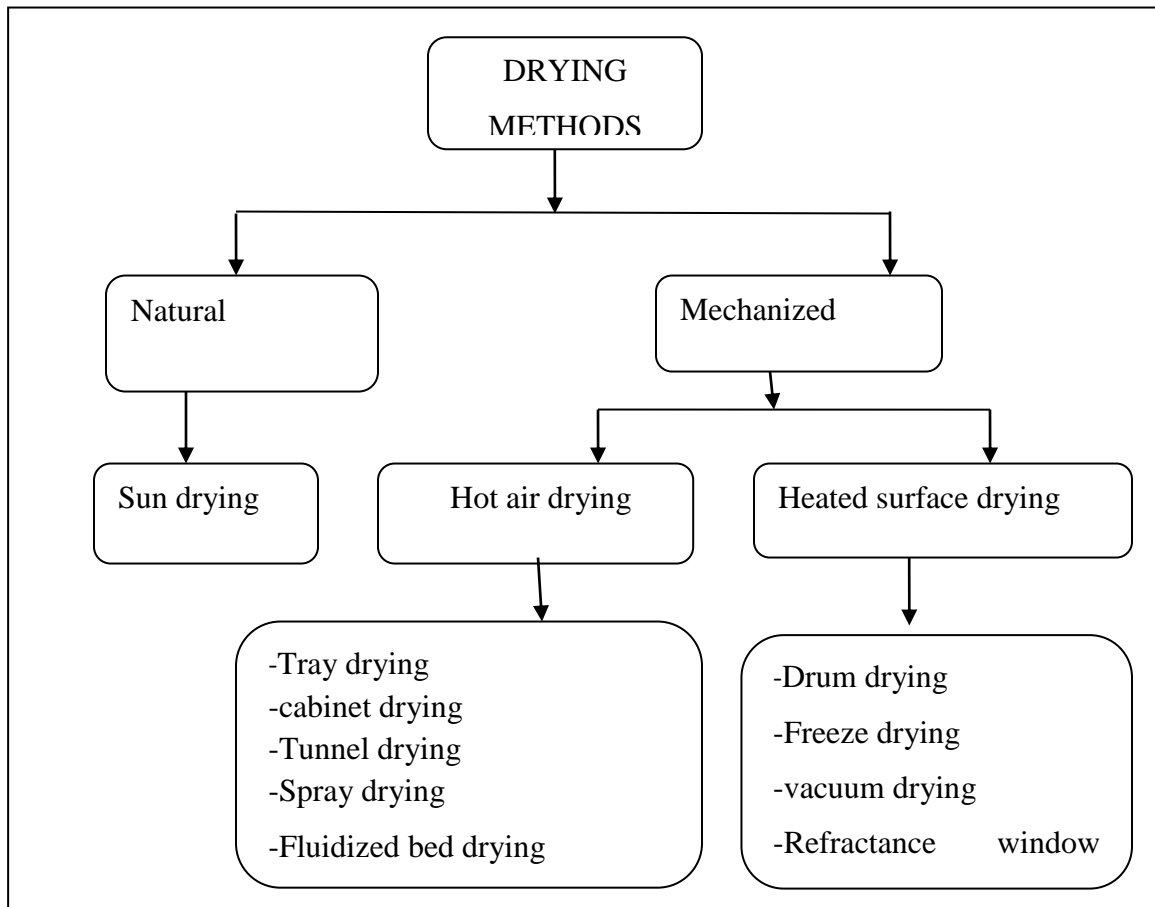 DRYING
METHODS
Natural
Mechanized
Sun drying
Hot air drying
Heated surface drying
-Tray drying
-cabinet drying
-Tunnel drying
-Spray drying
-Fluidized bed drying
-Drum drying
-Freeze drying
-vacuum drying
-Refractance window